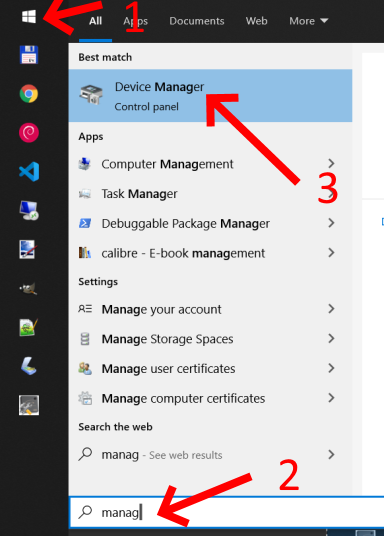 1
All Apps Documents Web More
Best match
Device Manager
Control panel
3
Apps
Computer Management
Task Manager
Debuggable Package Manager
calibre - E-book management
Settings
Manage your account
Manage Storage Spaces
Manage user certificates
Manage computer certificates
Search the web
manag - See web results
2
manag